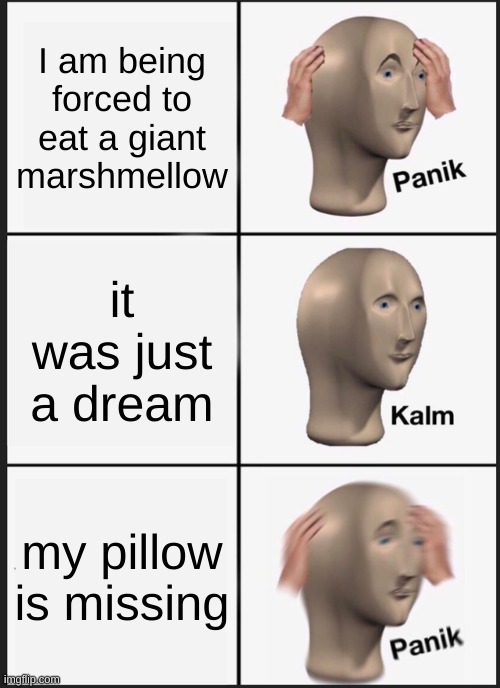 I am being
forced to
eat a giant
marshmellow
Panik
it
was just
a dream
Kalm
my pillow
is missing
Panik
imgflip.com